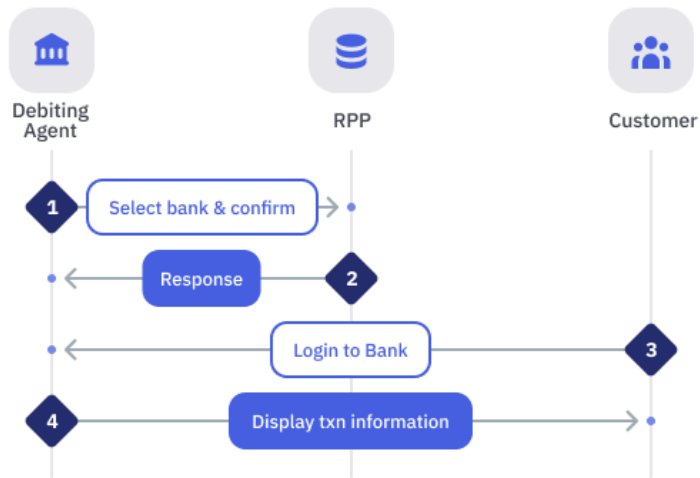 Debiting
Agent
RPP
Customer
1
Select bank & confirm
Response
2
Login to Bank
3
4
Display txn information